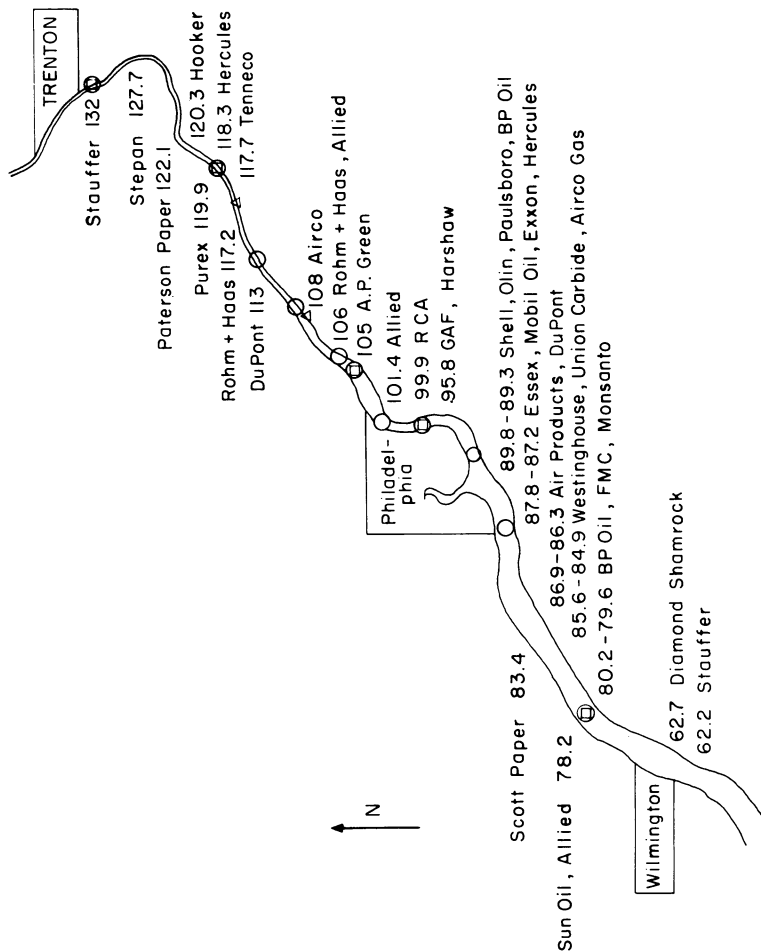 TRENTON
Stauffer 132
Stepan 127.7
Paterson Paper 122.1
120.3 Hooker
Purex 119.9
118.3 Hercules
117.7 Tenneco
Rohm + Haas 117.2
DuPont 113
108 Airco
106 Rohm + Haas, Allied
105 A.P. Green
101.4 Allied
99.9 RCA
95.8 GAF, Harshaw
Philadel-
phia
89.8-89.3 Shell, Olin, Paulsboro, BP Oil
87.8-87.2 Essex, Mobil Oil, Exxon, Hercules
86.9-86.3 Air Products, DuPont
85.6-84.9 Westinghouse, Union Carbide, Airco Gas
Scott Paper 83.4
80.2-79.6 BP Oil, FMC, Monsanto
Sun Oil, Allied 78.2
N
Wilmington
62.7 Diamond Shamrock
62.2 Stauffer